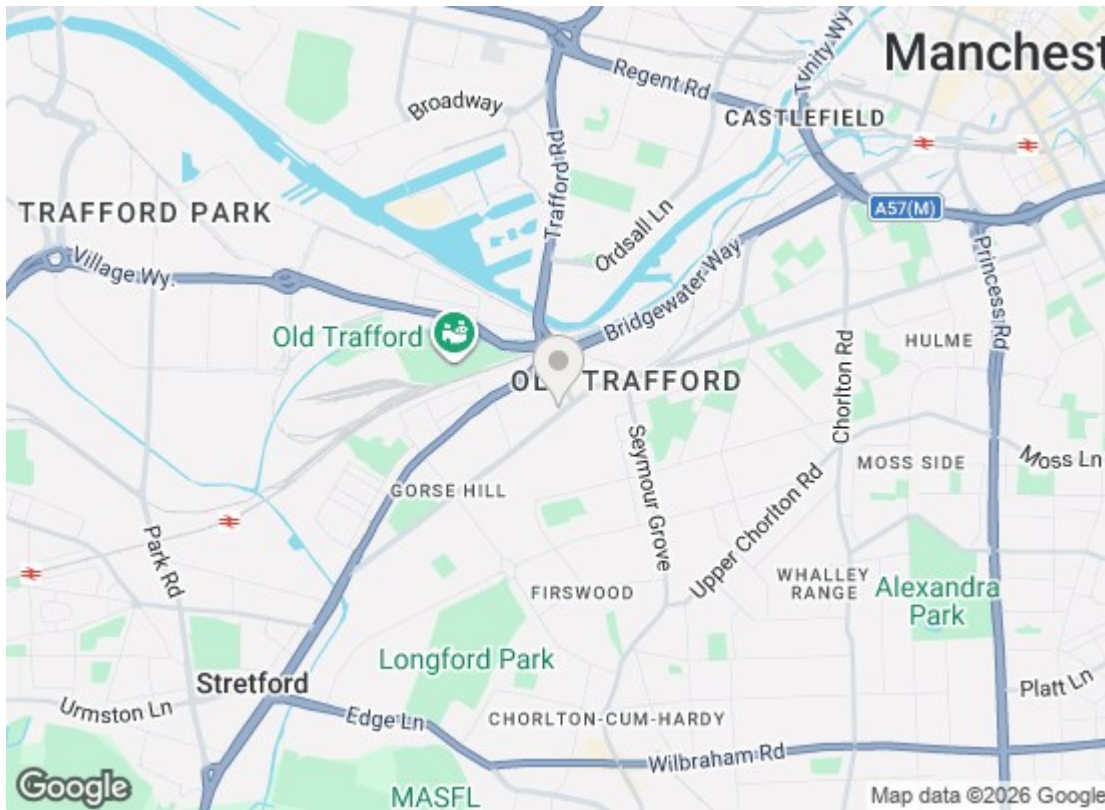 Manchest
Trinity Wy
Regent Rd
Broadway
CASTLEFIELD
Trafford Rd
TRAFFORD PARK
A57(M)
Ordsall Ln
Village Wy.
Bridgewater Way
Princess Rd
Old Trafford
HULME
Chorlton Rd
TRAFFORD
Seymour Grove
Moss Ln
MOSS SIDE
GORSE HILL
Upper Chorlton Rd
Park Rd
WHALLEY
RANGE
FIRSWOOD
Alexandra
Park
Longford Park
Stretford
Platt Ln
Urmston Ln
Edge Ln
CHORLTON-CUM-HARDY
Wilbraham Rd
Google
MASFL
Map data ©2026 Google